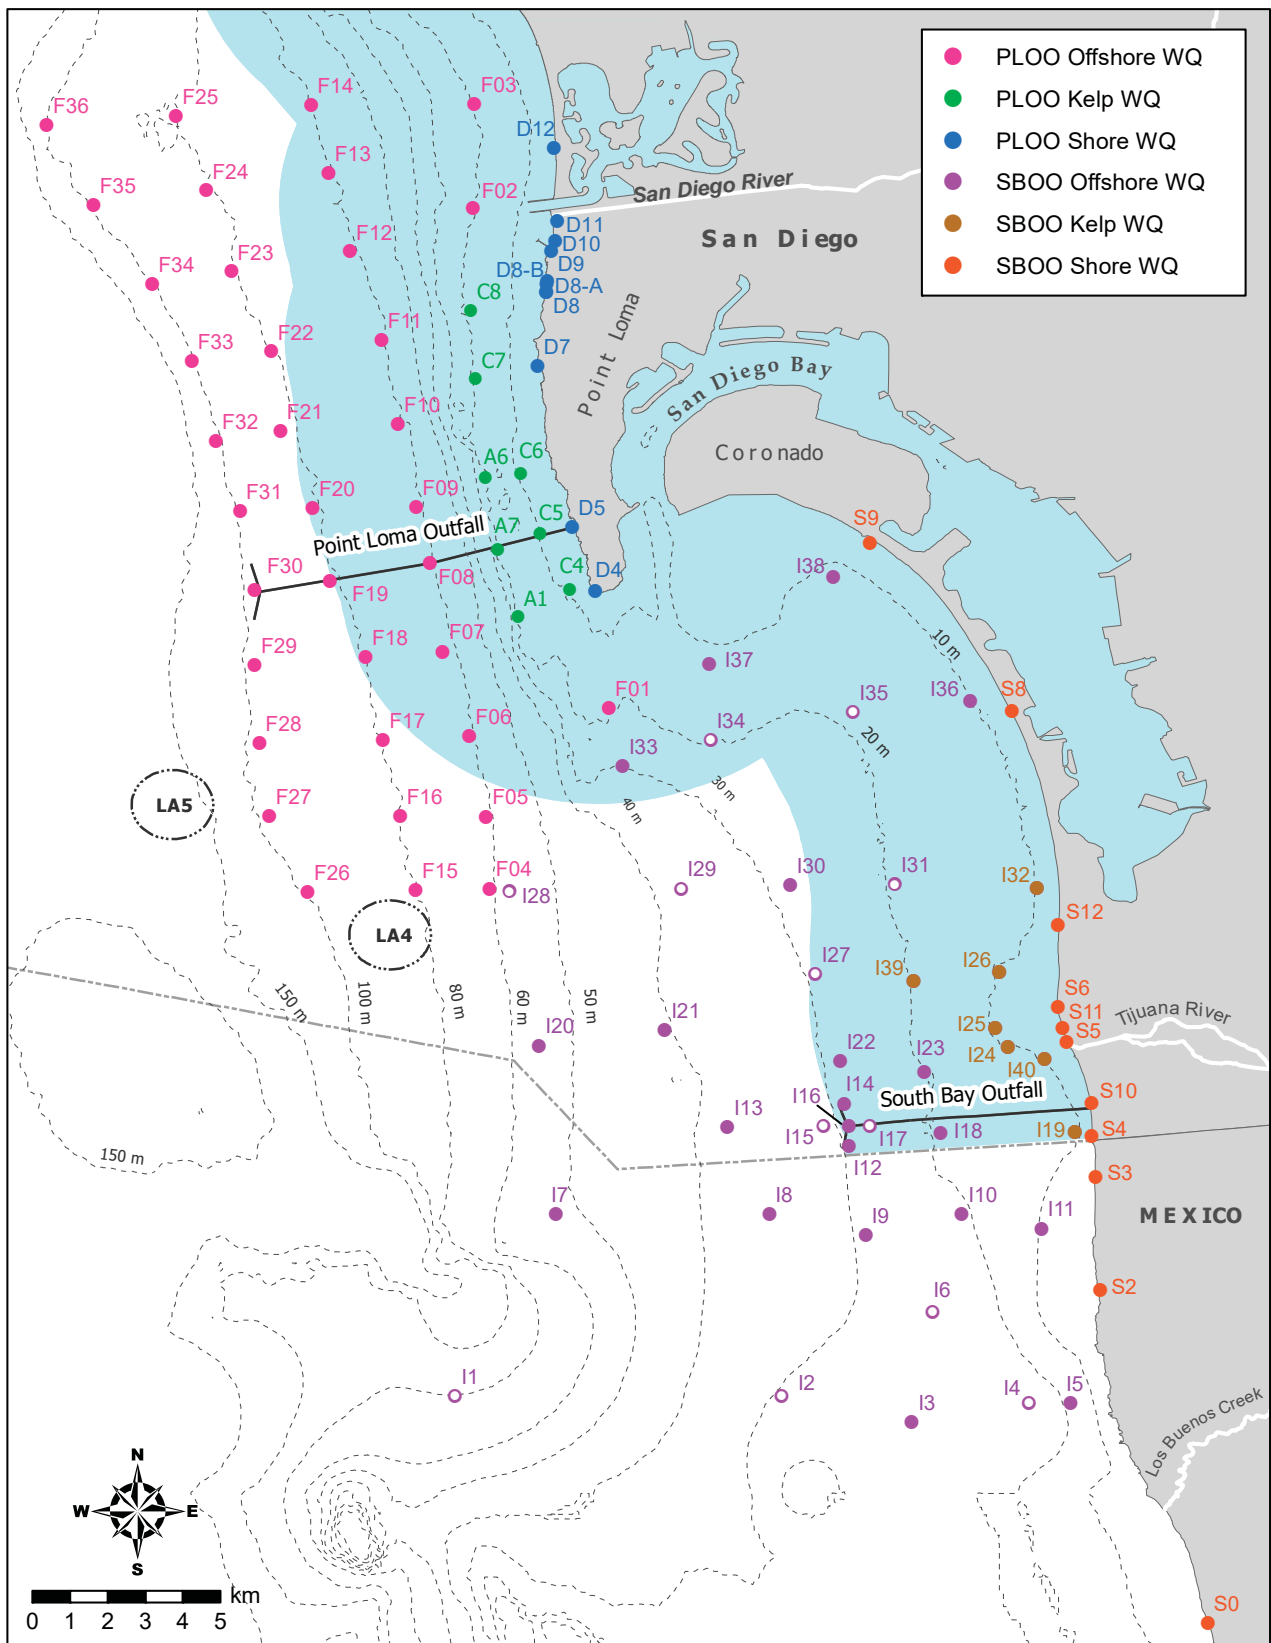 PLOO Offshore WQ
PLOO Kelp WQ
PLOO Shore WQ
SBOO Offshore WQ
SBOO Kelp WQ
SBOO Shore WQ
F36
F25
F14
F03
D12
F13
F24
F35
San Diego River
F02
D11
San Diego
F12
D10
D9
F23
F34
D8-B
D8-A
D8
C8
Point Loma
F11
F22
F33
D7
C7
San Diego Bay
F10
F21
F32
Coronado
C6
A6
F20
F09
F31
D5
C5
S9
Point Loma Outfall
A7
F30
F08
I38
F19
C4
D4
A1
F18
F07
10 m
F29
I37
F01
I35
I36
S8
F17
F06
I34
F28
20 m
I33
30 m
LA5
F27
F16
F05
40 m
F26
F15
F04
I28
I29
I30
I31
I32
S12
LA4
I27
I39
I26
150 m
100 m
80 m
60 m
50 m
S6
I21
S11
Tijuana River
I20
I25
S5
I22
I23
I24
I40
I14
I16
South Bay Outfall
S10
I13
I15
I17
I18
I19
S4
150 m
I12
S3
I7
I8
I9
I10
I11
MEXICO
S2
I6
I1
I2
I3
I4
I5
Los Buenos Creek
N
W
E
S
km
0 1 2 3 4 5
S0